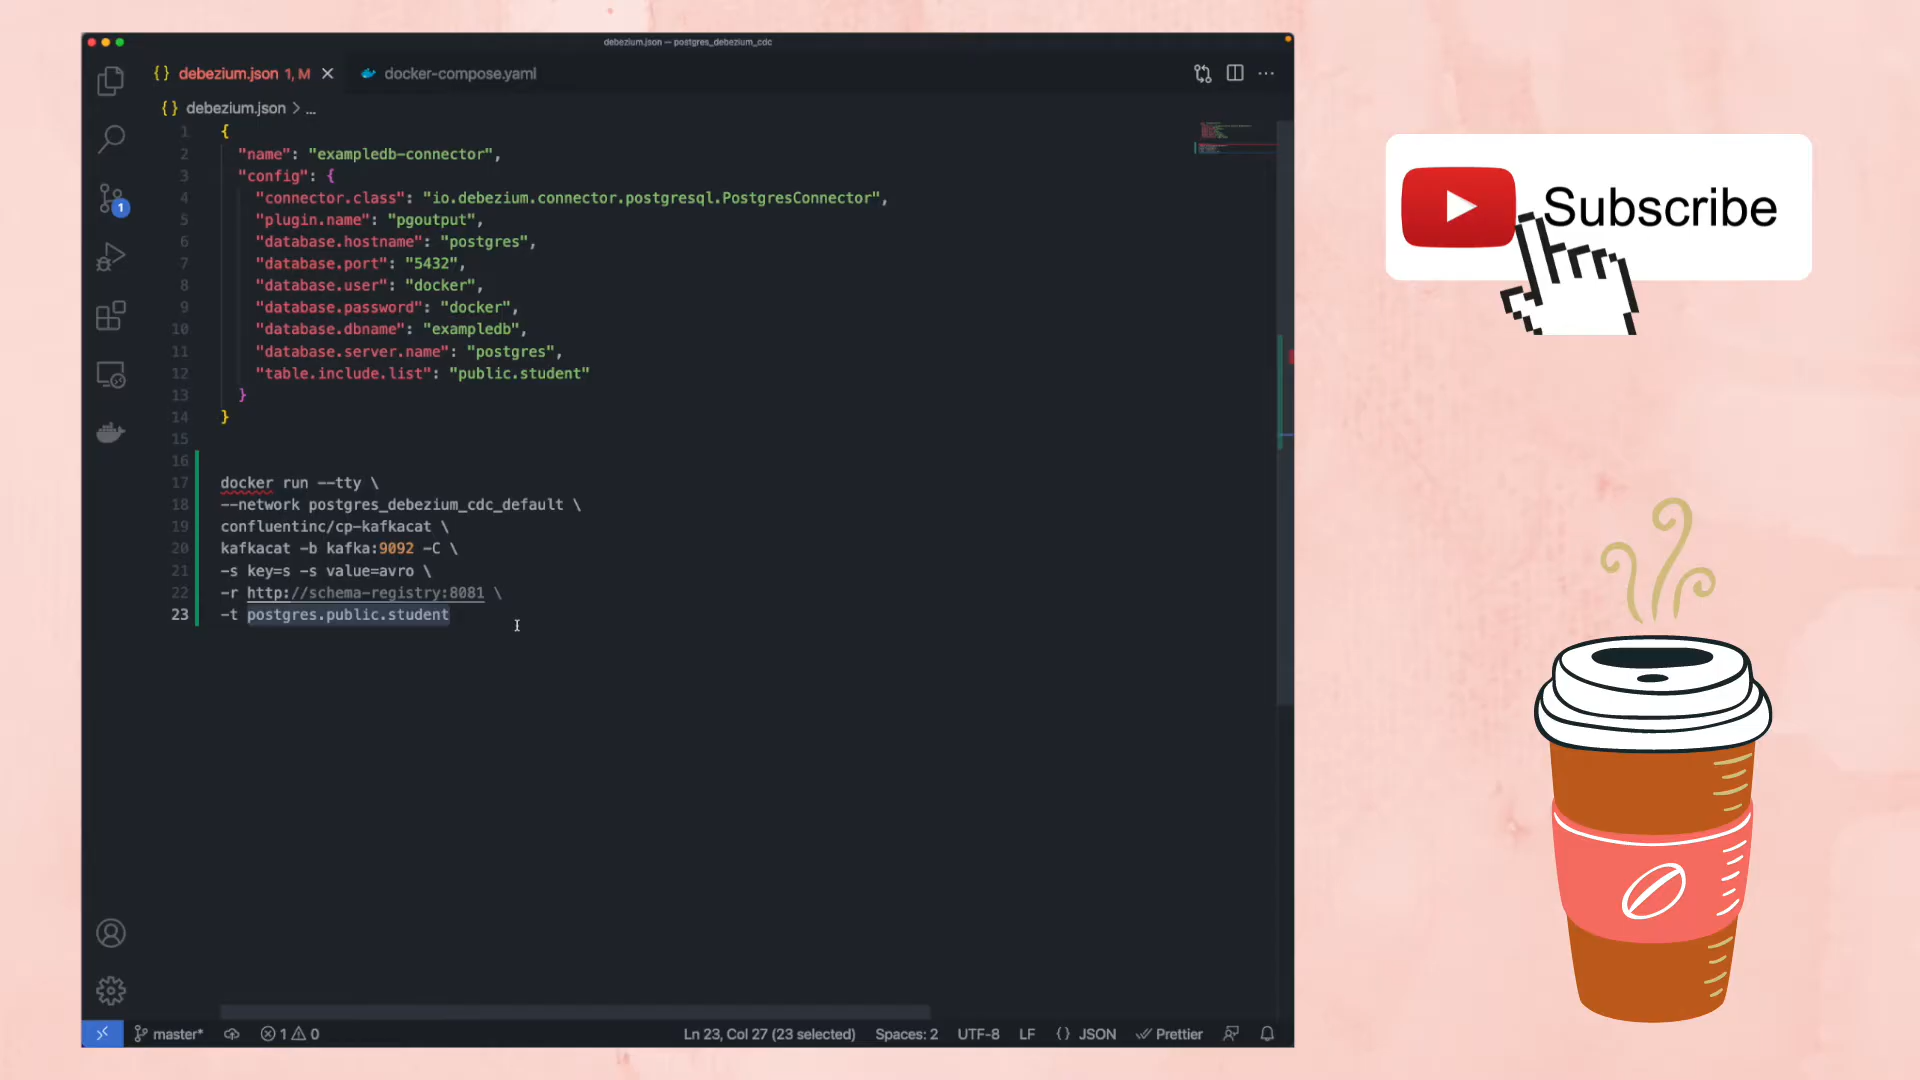 debezium.json — postgres_debezium_cdc
{ } debezium.json 1, M × docker-compose.yaml ...
{ } debezium.json > ...
1 {
2 "name": "exampledb-connector",
3 "config": {
4 "connector.class": "io.debezium.connector.postgresql.PostgresConnector",
5 "plugin.name": "pgoutput",
6 "database.hostname": "postgres",
7 "database.port": "5432",
8 "database.user": "docker",
9 "database.password": "docker",
10 "database.dbname": "exampledb",
11 "database.server.name": "postgres",
12 "table.include.list": "public.student"
13 }
14 }
15
16
17 docker run --tty \
18 --network postgres_debezium_cdc_default \
19 confluentinc/cp-kafkacat \
20 kafkacat -b kafka:9092 -C \
21 -s key=s -s value=avro \
22 -r http://schema-registry:8081 \
23 -t postgres.public.student
1
master* 1 0 Ln 23, Col 27 (23 selected) Spaces: 2 UTF-8 LF { } JSON Prettier
Subscribe